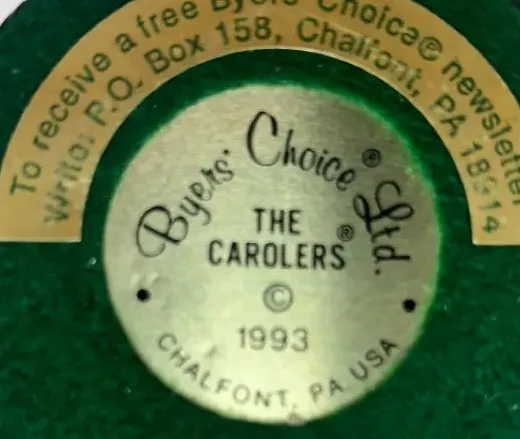 To receive a free Byers' Choice® newsletter
Write: P.O. Box 158, Chalfont, PA 18914
Byers' Choice® Ltd.
THE
CAROLERS®
©
1993
CHALFONT, PA USA